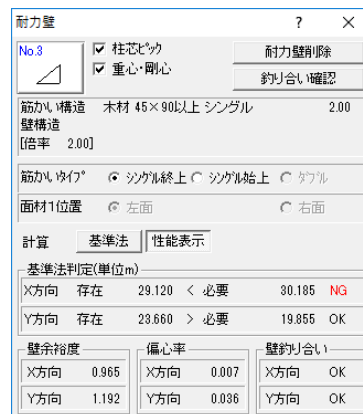 耐力壁 ? ×
No.3
柱芯ピック
重心・剛心
耐力壁削除
釣り合い確認
筋かい構造 木材 45×90以上 シングル 2.00
壁構造
[倍率 2.00]
筋かいタイプ シングル終上 シングル始上 ダブル
面材1位置 左面 右面
計算 基準法 性能表示
基準法判定(単位m)
X方向 存在 29.120 < 必要 30.185 NG
Y方向 存在 23.660 > 必要 19.855 OK
壁余裕度
X方向 0.965
Y方向 1.192
偏心率
X方向 0.007
Y方向 0.036
壁釣り合い
X方向 OK
Y方向 OK